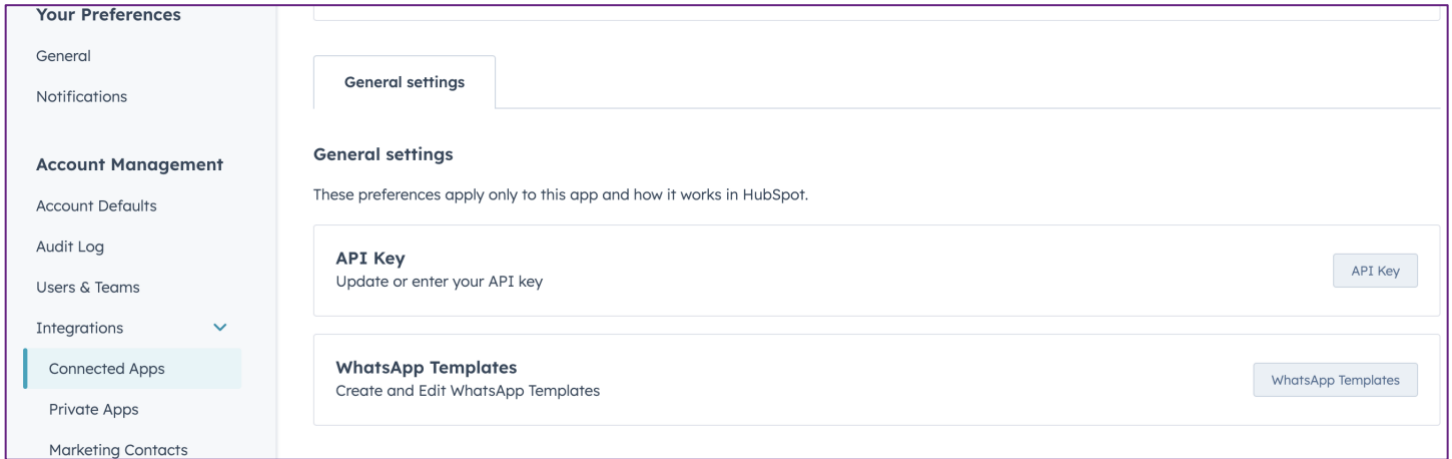 Your Preferences
General
Notifications
Account Management
Account Defaults
Audit Log
Users & Teams
Integrations
Connected Apps
Private Apps
Marketing Contacts
General settings
General settings
These preferences apply only to this app and how it works in HubSpot.
API Key
Update or enter your API key
API Key
WhatsApp Templates
Create and Edit WhatsApp Templates
WhatsApp Templates